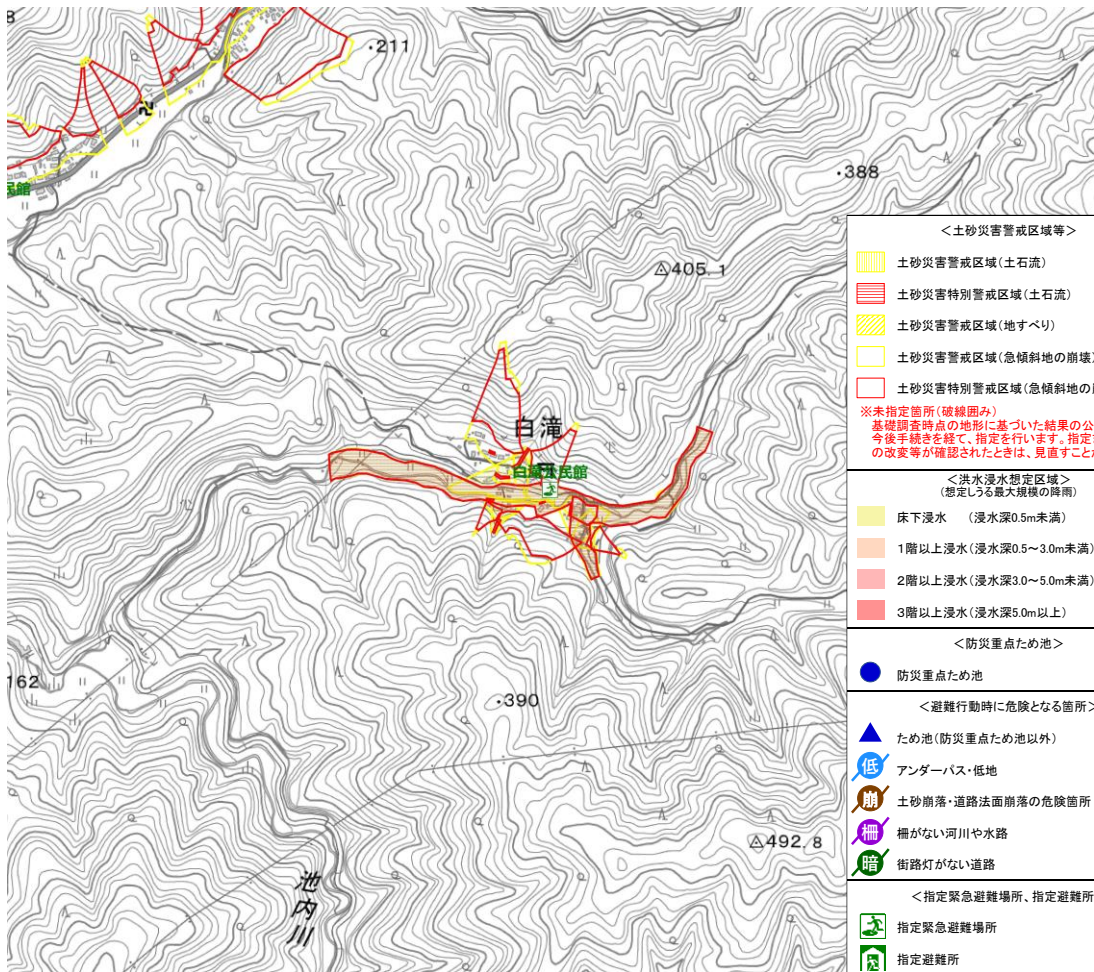 8
・211
民館
・388
△405.1
白滝
白滝公民館
162
・390
△492.8
池内川
＜土砂災害警戒区域等＞
土砂災害警戒区域（土石流）
土砂災害特別警戒区域（土石流）
土砂災害警戒区域（地すべり）
土砂災害警戒区域（急傾斜地の崩壊）
土砂災害特別警戒区域（急傾斜地の
※未指定箇所（破線囲み）
基礎調査時点の地形に基づいた結果の公
今後手続きを経て、指定を行います。指定
の改変等が確認されたときは、見直すことが
＜洪水浸水想定区域＞
（想定しうる最大規模の降雨）
床下浸水　（浸水深0.5m未満）
1階以上浸水（浸水深0.5～3.0m未満）
2階以上浸水（浸水深3.0～5.0m未満）
3階以上浸水（浸水深5.0m以上）
＜防災重点ため池＞
防災重点ため池
＜避難行動時に危険となる箇所＞
ため池（防災重点ため池以外）
低 アンダーパス・低地
崩 土砂崩落・道路法面崩落の危険箇所
柵 柵がない河川や水路
暗 街路灯がない道路
＜指定緊急避難場所、指定避難所
指定緊急避難場所
指定避難所